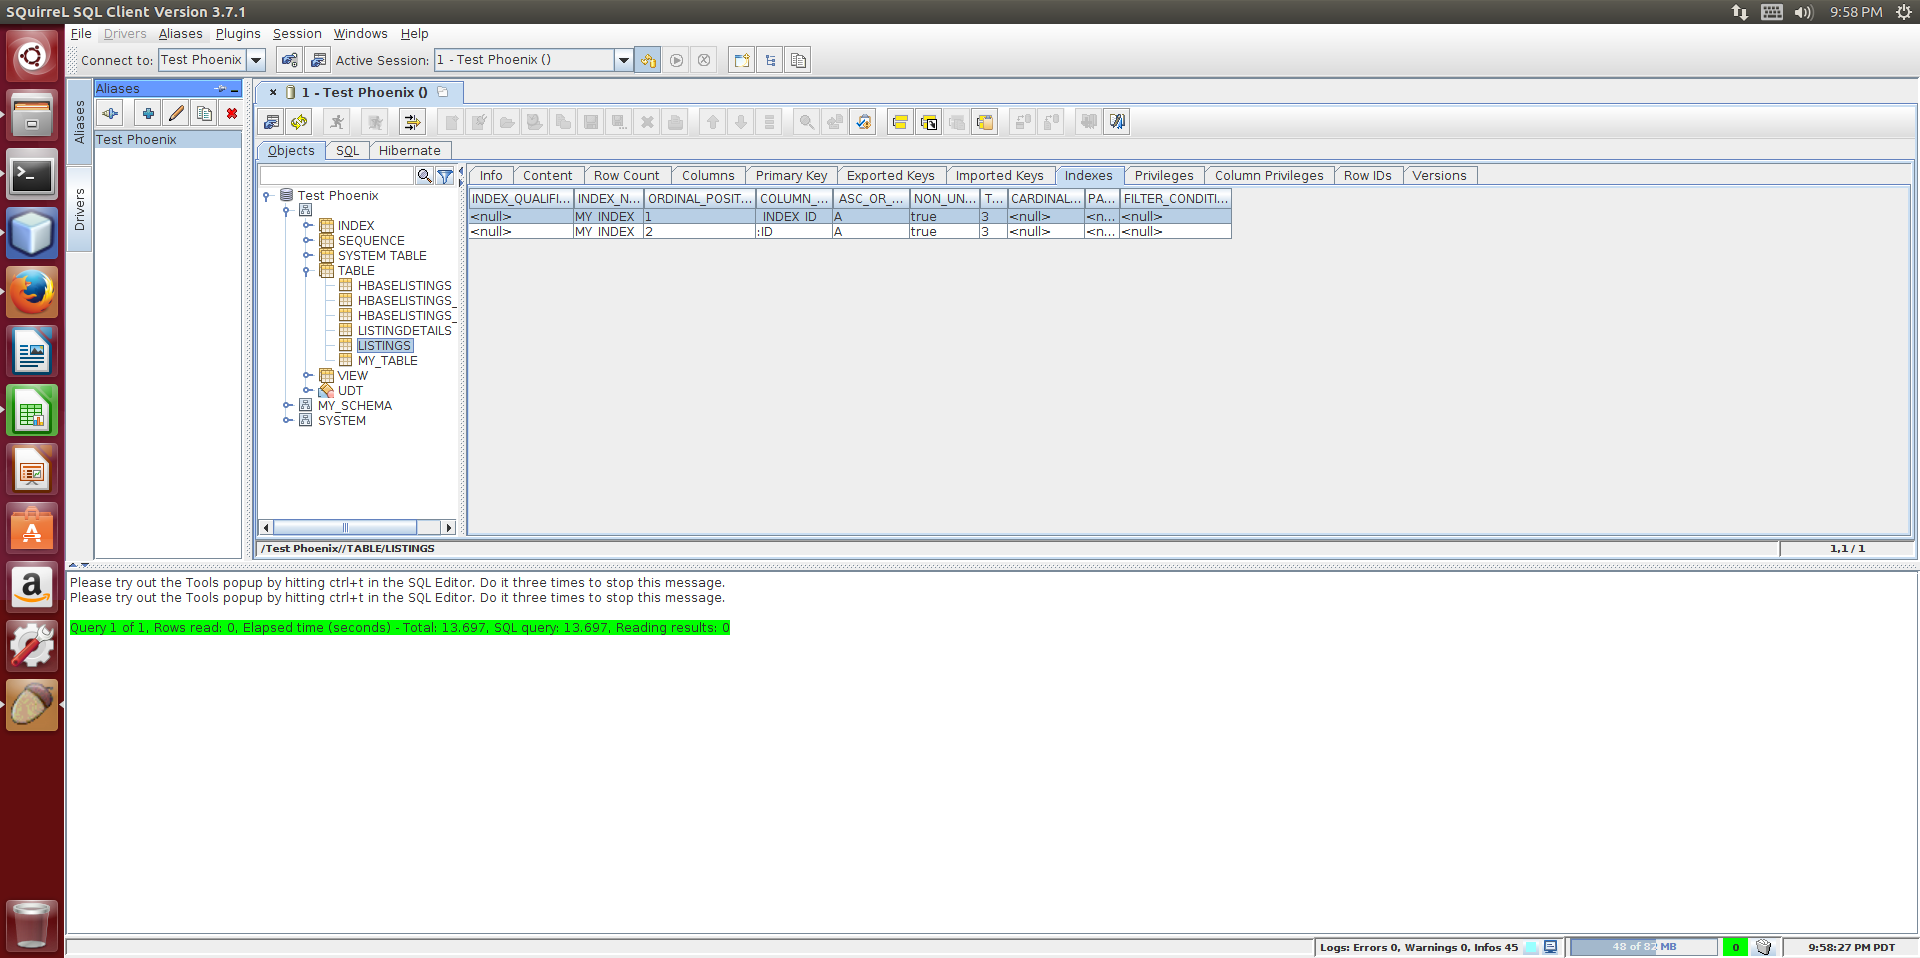 SQuirreL SQL Client Version 3.7.1
9:58 PM
File Drivers Aliases Plugins Session Windows Help
Connect to: Test Phoenix Active Session: 1 - Test Phoenix ()
Aliases
Aliases
Drivers
Test Phoenix
1 - Test Phoenix ()
Objects SQL Hibernate
Test Phoenix
INDEX
SEQUENCE
SYSTEM TABLE
TABLE
HBASELISTINGS
HBASELISTINGS_
HBASELISTINGS_
LISTINGDETAILS
LISTINGS
MY_TABLE
VIEW
UDT
MY_SCHEMA
SYSTEM
Info Content Row Count Columns Primary Key Exported Keys Imported Keys Indexes Privileges Column Privileges Row IDs Versions
INDEX_QUALIFI... INDEX_N... ORDINAL_POSIT... COLUMN_... ASC_OR_... NON_UN... T... CARDINAL... PA... FILTER_CONDITI...
<null> MY_INDEX 1 _INDEX_ID A true 3 <null> <n... <null>
<null> MY_INDEX 2 :ID A true 3 <null> <n... <null>
/Test Phoenix//TABLE/LISTINGS
1,1 / 1
Please try out the Tools popup by hitting ctrl+t in the SQL Editor. Do it three times to stop this message.
Please try out the Tools popup by hitting ctrl+t in the SQL Editor. Do it three times to stop this message.
Query 1 of 1, Rows read: 0, Elapsed time (seconds) - Total: 13.697, SQL query: 13.697, Reading results: 0
Logs: Errors 0, Warnings 0, Infos 45
48 of 82 MB
0
9:58:27 PM PDT